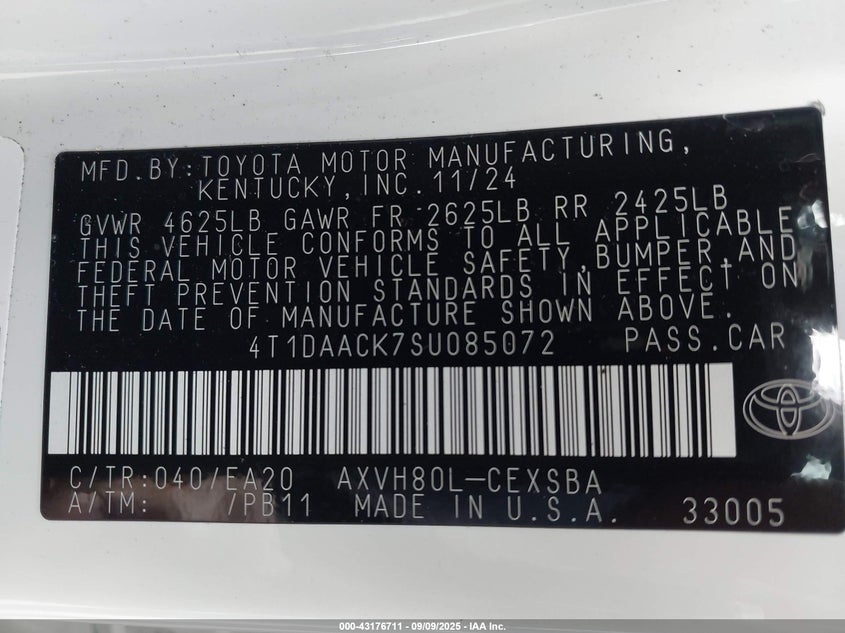 MFD.BY:TOYOTA MOTOR MANUFACTURING,
KENTUCKY,INC.11/24
GVWR 4625LB GAWR FR 2625LB RR 2425LB
THIS VEHICLE CONFORMS TO ALL APPLICABLE
FEDERAL MOTOR VEHICLE SAFETY,BUMPER,AND
THEFT PREVENTION STANDARDS IN EFFECT ON
THE DATE OF MANUFACTURE SHOWN ABOVE.
4T1DAACK7SU085072 PASS.CAR
C/TR:040/EA20 AXVH80L-CEXSBA
A/TM: /PB11 MADE IN U.S.A. 33005
000-43176711 - 09/09/2025 - IAA Inc.